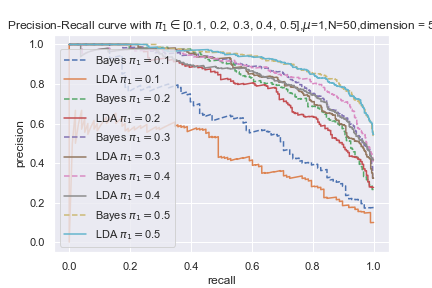 Precision-Recall curve with π₁ ∈ [0.1, 0.2, 0.3, 0.4, 0.5],μ=1,N=50,dimension = 5
precision
1.0
0.8
0.6
0.4
0.2
0.0
Bayes π₁ = 0.1
LDA π₁ = 0.1
Bayes π₁ = 0.2
LDA π₁ = 0.2
Bayes π₁ = 0.3
LDA π₁ = 0.3
Bayes π₁ = 0.4
LDA π₁ = 0.4
Bayes π₁ = 0.5
LDA π₁ = 0.5
0.0 0.2 0.4 0.6 0.8 1.0
recall